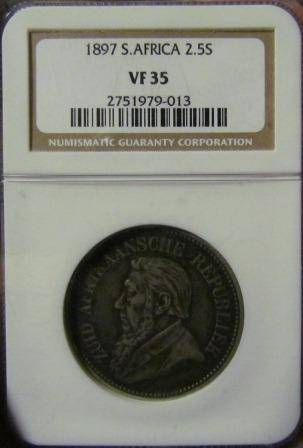 1897 S.AFRICA 2.5S
VF 35
2751979-013
NUMISMATIC GUARANTY CORPORATION
ZUID AFRIKAANSCHE REPUBLIEK